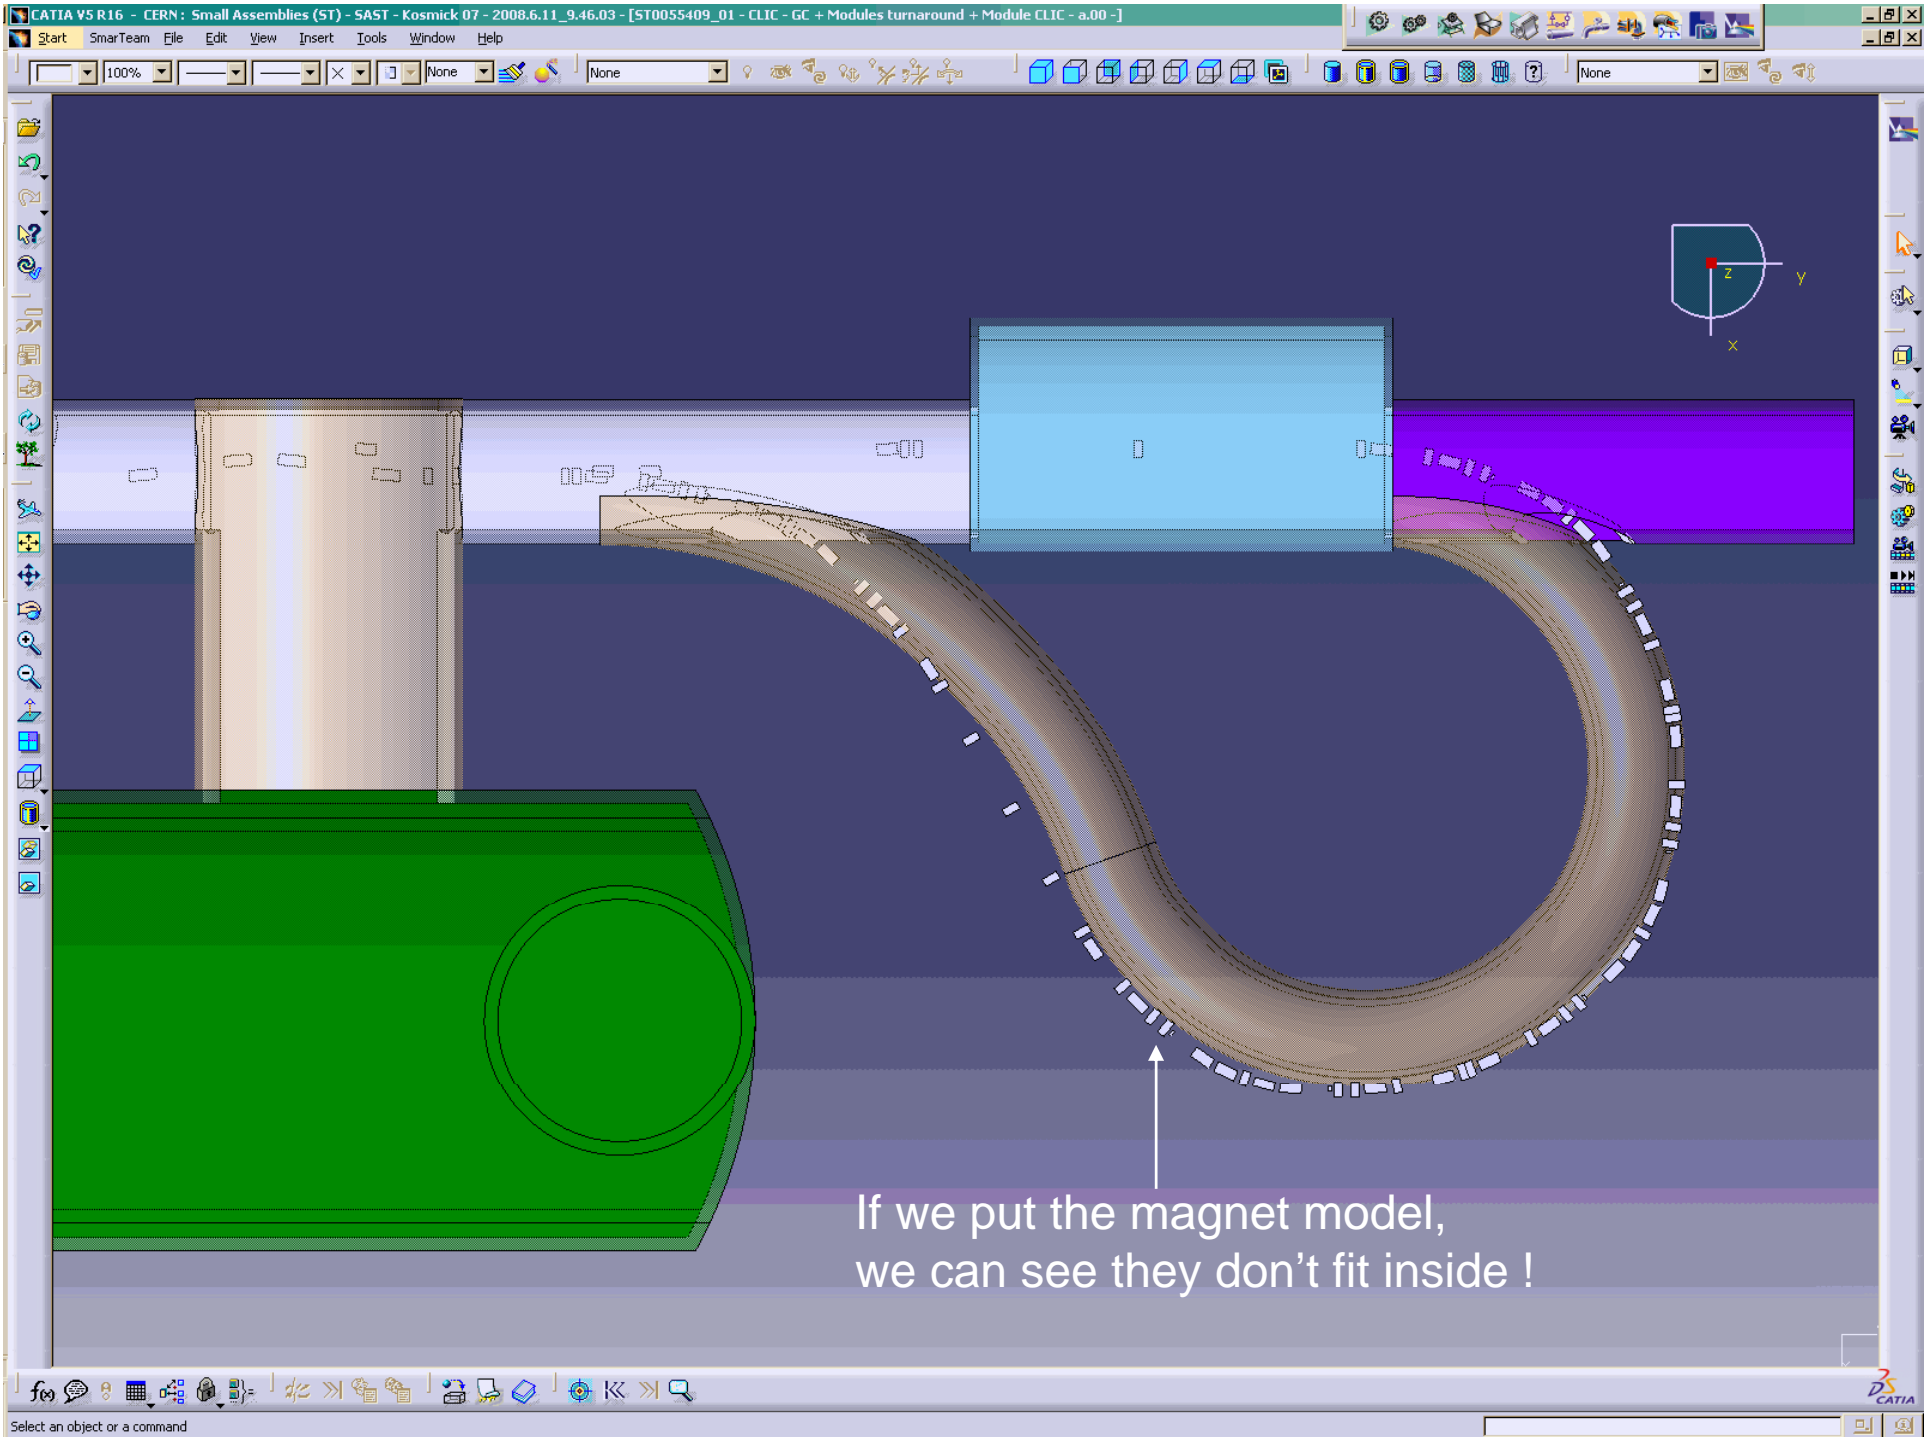 CATIA V5 R16 - CERN : Small Assemblies (ST) - SAST - Kosmick 07 - 2008.6.11_9.46.03 - [ST0055409_01 - CLIC - GC + Modules turnaround + Module CLIC - a.00 -]
Start SmarTeam File Edit View Insert Tools Window Help
100% None None None
z y
x
If we put the magnet model,
we can see they don’t fit inside !
f(x)
CATIA
Select an object or a command